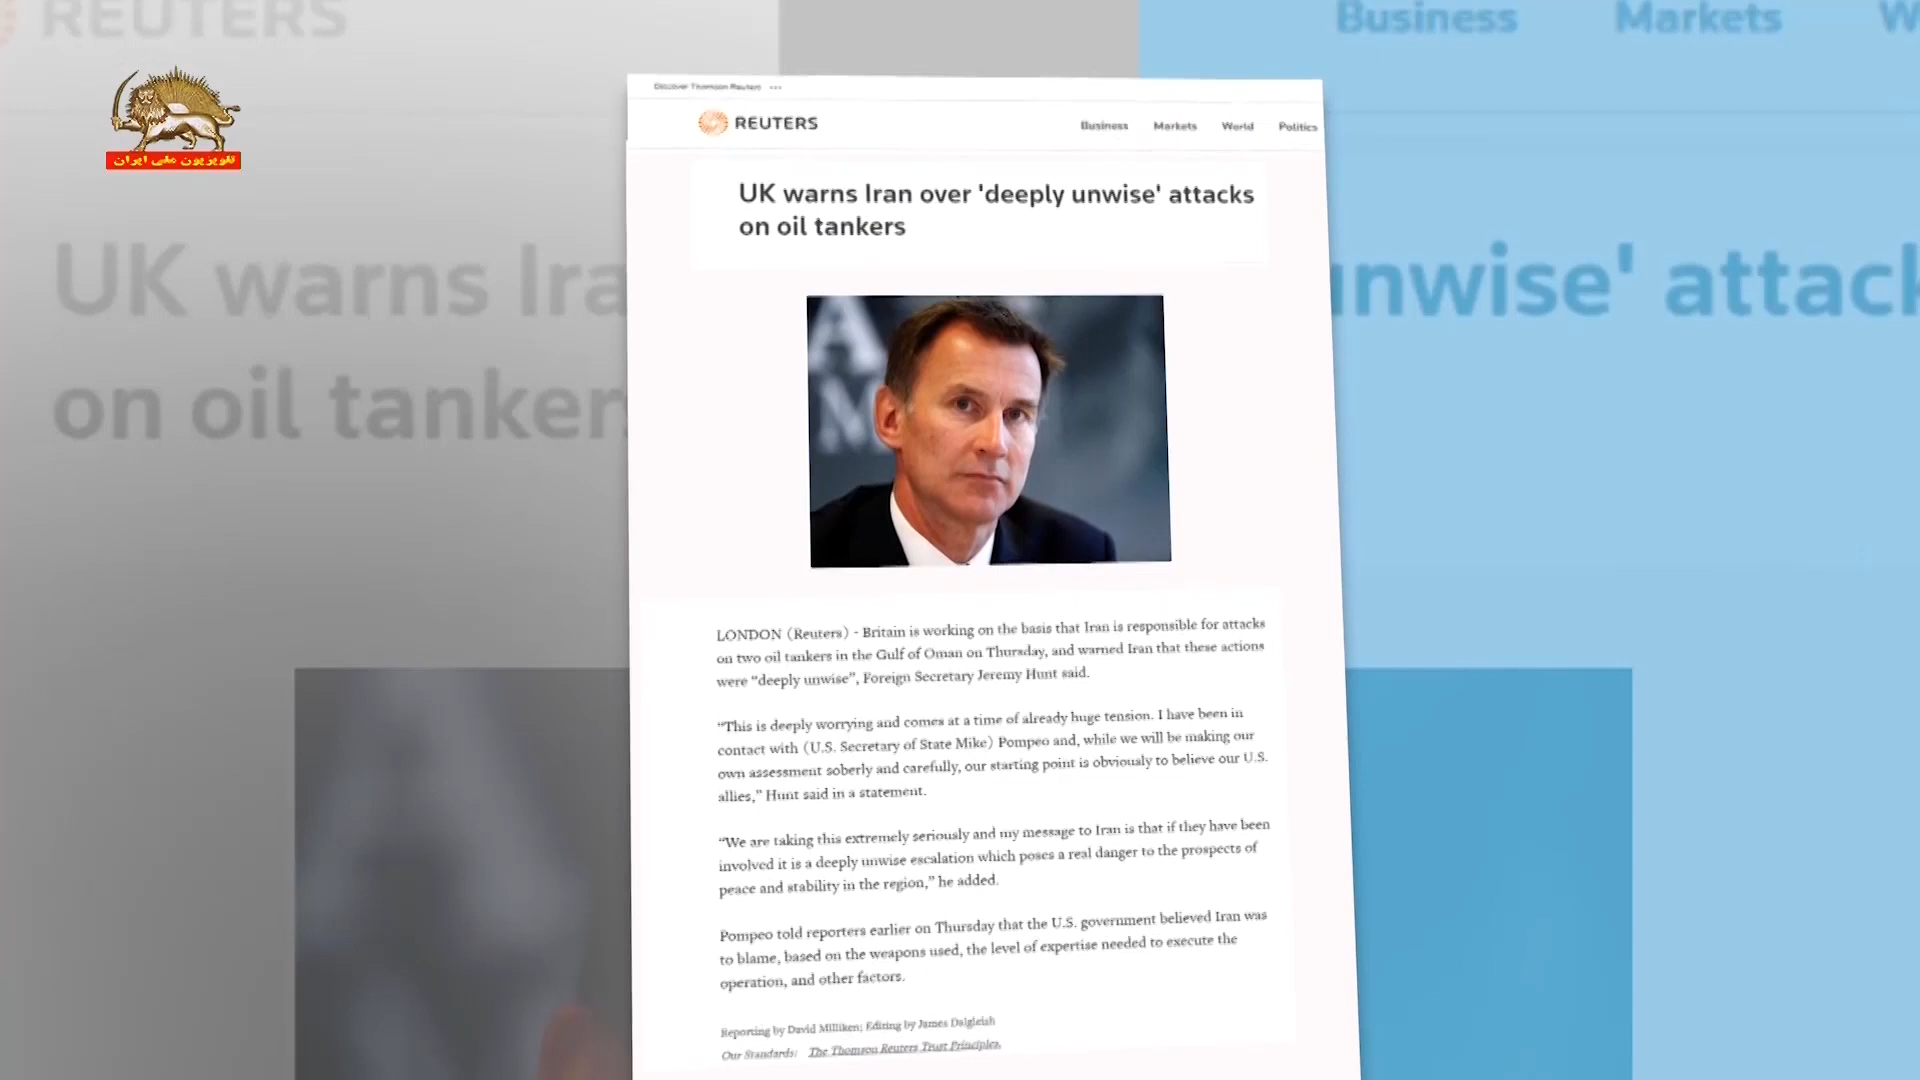 REUTERS
Business Markets W
UK warns Ira
unwise' attack
on oil tankers
تلویزیون ملی ایران
Discover Thomson Reuters ...
REUTERS
Business Markets World Politics
UK warns Iran over 'deeply unwise' attacks
on oil tankers
A
M
LONDON (Reuters) - Britain is working on the basis that Iran is responsible for attacks
on two oil tankers in the Gulf of Oman on Thursday, and warned Iran that these actions
were “deeply unwise”, Foreign Secretary Jeremy Hunt said.
“This is deeply worrying and comes at a time of already huge tension. I have been in
contact with (U.S. Secretary of State Mike) Pompeo and, while we will be making our
own assessment soberly and carefully, our starting point is obviously to believe our U.S.
allies,” Hunt said in a statement.
“We are taking this extremely seriously and my message to Iran is that if they have been
involved it is a deeply unwise escalation which poses a real danger to the prospects of
peace and stability in the region,” he added.
Pompeo told reporters earlier on Thursday that the U.S. government believed Iran was
to blame, based on the weapons used, the level of expertise needed to execute the
operation, and other factors.
Reporting by David Milliken; Editing by James Dalgleish
Our Standards: The Thomson Reuters Trust Principles.